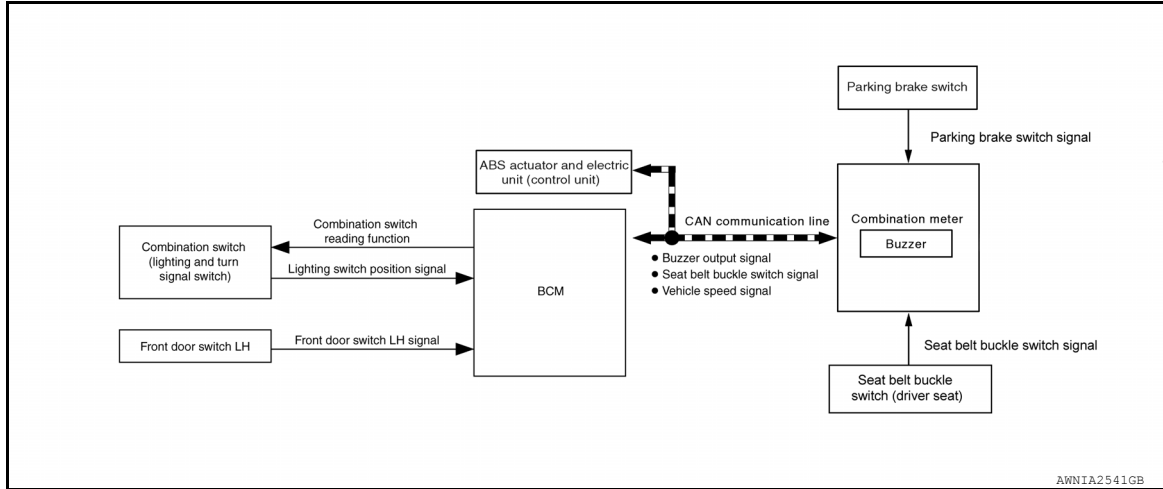 Parking brake switch
Parking brake switch signal
ABS actuator and electric
unit (control unit)
CAN communication line
Combination meter
Buzzer
Combination switch
reading function
Combination switch
(lighting and turn
signal switch)
Lighting switch position signal
BCM
● Buzzer output signal
● Seat belt buckle switch signal
● Vehicle speed signal
Front door switch LH
Front door switch LH signal
Seat belt buckle switch signal
Seat belt buckle
switch (driver seat)
AWNIA2541GB